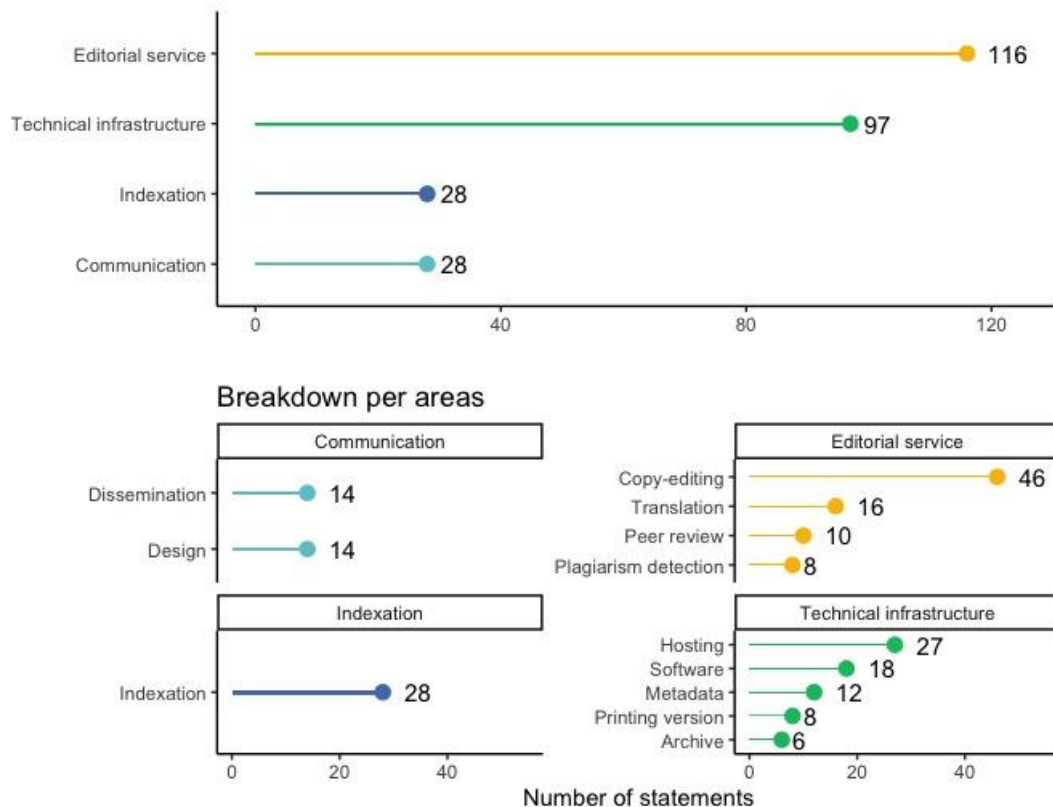 Editorial service 116
Technical infrastructure 97
Indexation 28
Communication 28
0 40 80 120
Breakdown per areas
Communication
Dissemination 14
Design 14
Editorial service
Copy-editing 46
Translation 16
Peer review 10
Plagiarism detection 8
Indexation
Indexation 28
0 20 40
Technical infrastructure
Hosting 27
Software 18
Metadata 12
Printing version 8
Archive 6
0 20 40
Number of statements